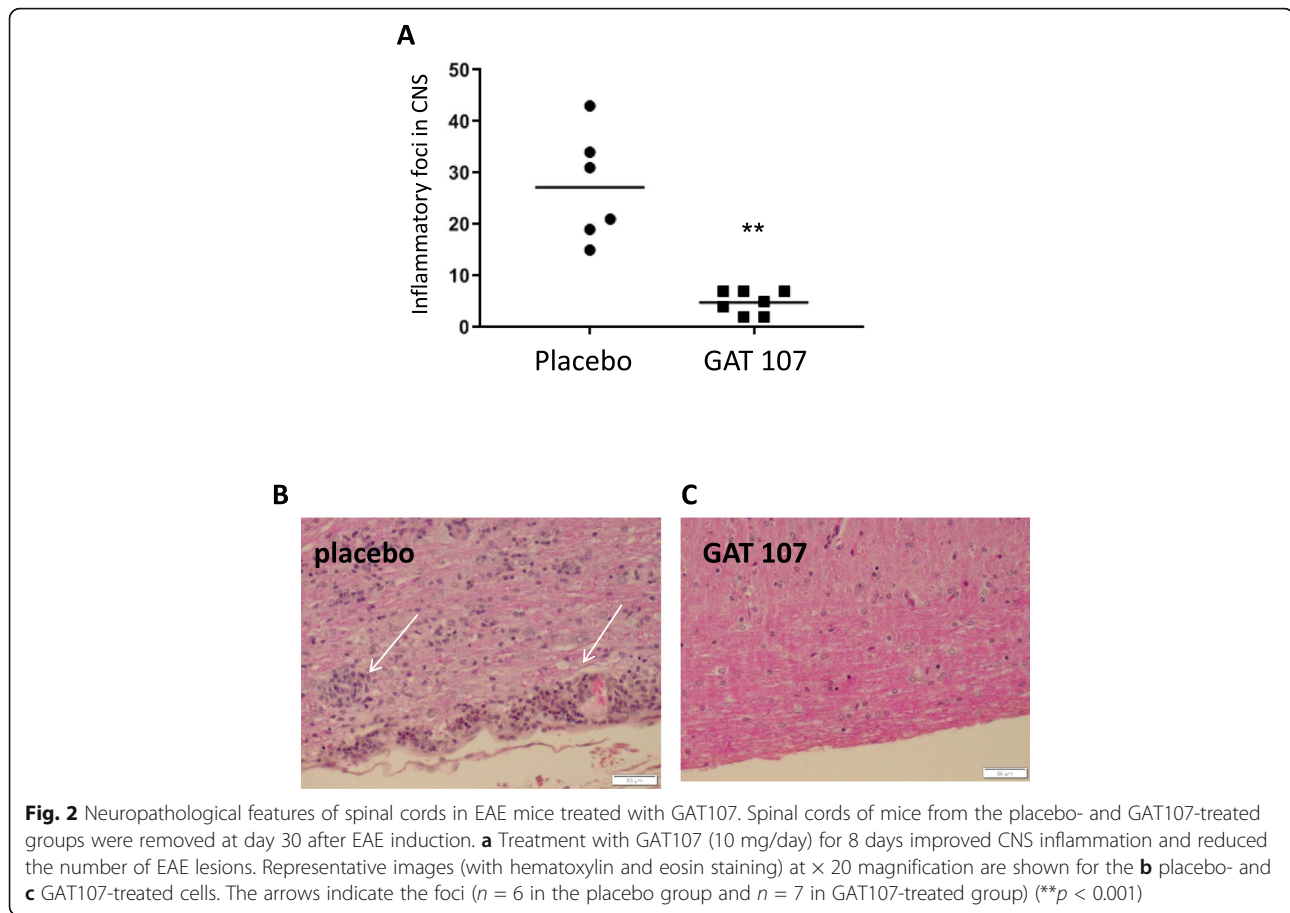 A
Inflammatory foci in CNS
50
40
30
20
10
0
**
Placebo
GAT 107
B
C
placebo
GAT 107
50 µm
Fig. 2 Neuropathological features of spinal cords in EAE mice treated with GAT107. Spinal cords of mice from the placebo- and GAT107-treated
groups were removed at day 30 after EAE induction. a Treatment with GAT107 (10 mg/day) for 8 days improved CNS inflammation and reduced
the number of EAE lesions. Representative images (with hematoxylin and eosin staining) at × 20 magnification are shown for the b placebo- and
c GAT107-treated cells. The arrows indicate the foci (n = 6 in the placebo group and n = 7 in GAT107-treated group) (**p < 0.001)